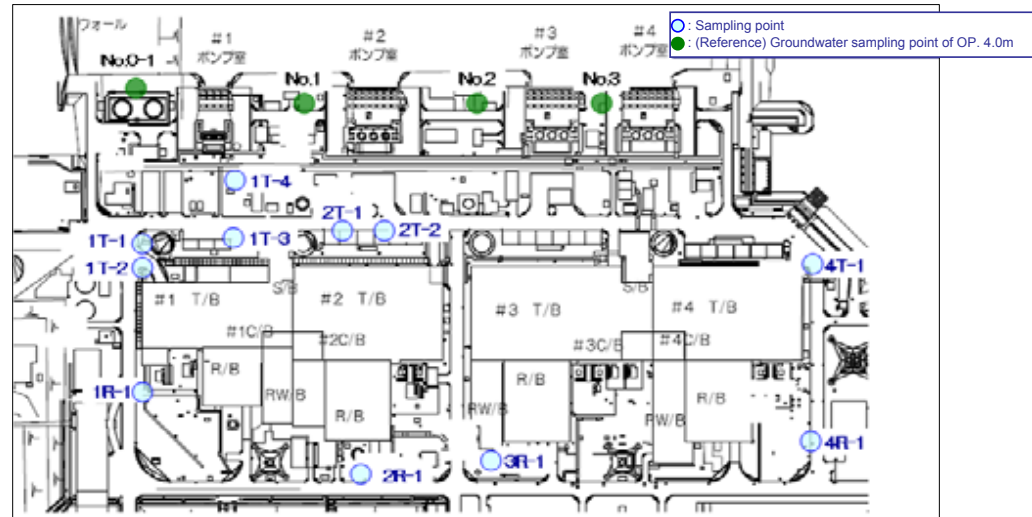 : Sampling point
: (Reference) Groundwater sampling point of OP. 4.0m
ウォール
#1
ポンプ室
#2
ポンプ室
#3
ポンプ室
#4
ポンプ室
No.0-1
No.1
No.2
No.3
1T-4
2T-1
2T-2
1T-1
1T-3
1T-2
4T-1
#1 T/B
S/B
#2 T/B
#3 T/B
S/B
#4 T/B
#1C/B
#2C/B
#3C/B
#4C/B
R/B
RW/B
R/B
R/B
RW/B
R/B
RW/B
1R-1
2R-1
3R-1
4R-1